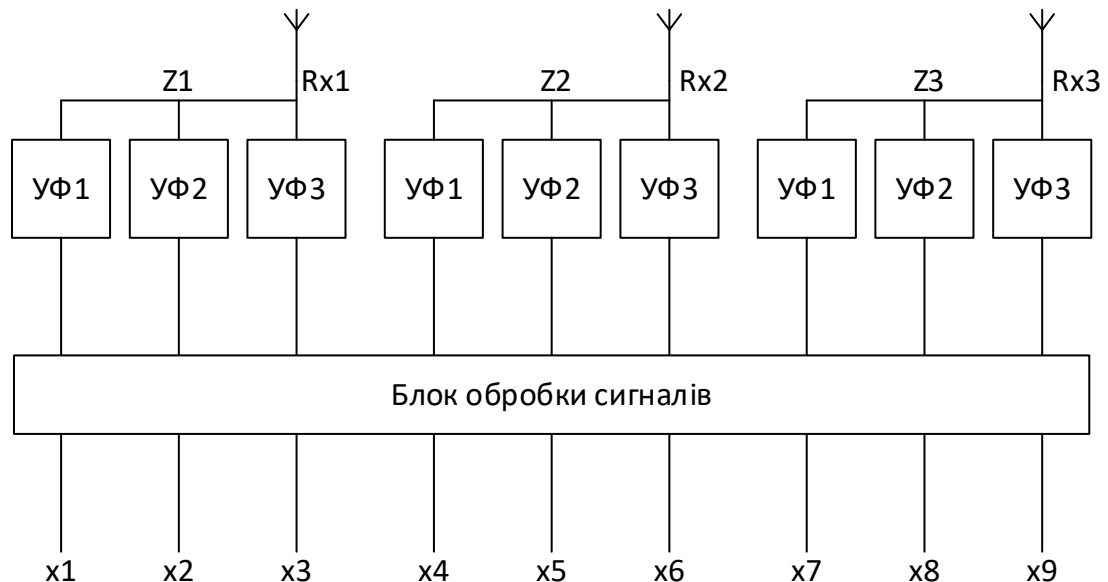 Z1 Rx1 Z2 Rx2 Z3 Rx3
УФ1 УФ2 УФ3 УФ1 УФ2 УФ3 УФ1 УФ2 УФ3
Блок обробки сигналів
x1 x2 x3 x4 x5 x6 x7 x8 x9